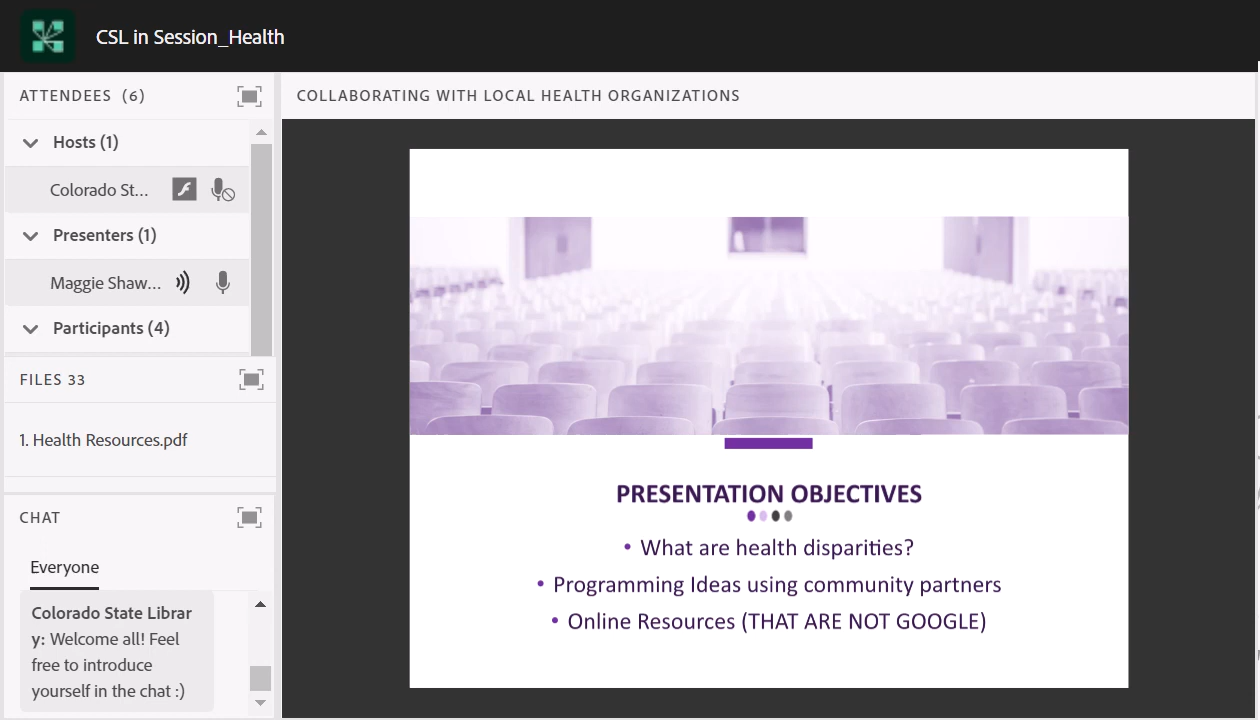 CSL in Session_Health
ATTENDEES (6)
Hosts (1)
Colorado St...
Presenters (1)
Maggie Shaw...
Participants (4)
FILES 33
1. Health Resources.pdf
CHAT
Everyone
Colorado State Librar
y: Welcome all! Feel
free to introduce
yourself in the chat :)
COLLABORATING WITH LOCAL HEALTH ORGANIZATIONS
PRESENTATION OBJECTIVES
• What are health disparities?
• Programming Ideas using community partners
• Online Resources (THAT ARE NOT GOOGLE)